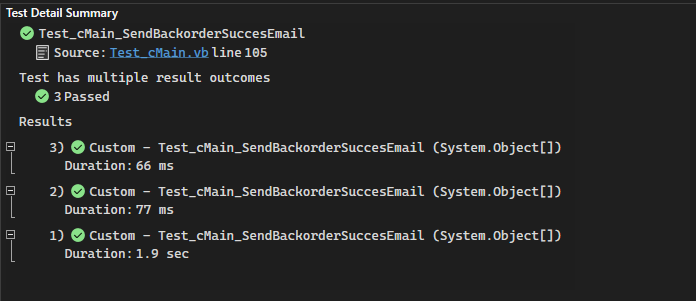 Test Detail Summary
Test_cMain_SendBackorderSuccesEmail
Source: Test_cMain.vb line 105
Test has multiple result outcomes
3 Passed
Results
3) Custom - Test_cMain_SendBackorderSuccesEmail (System.Object[])
Duration: 66 ms
2) Custom - Test_cMain_SendBackorderSuccesEmail (System.Object[])
Duration: 77 ms
1) Custom - Test_cMain_SendBackorderSuccesEmail (System.Object[])
Duration: 1.9 sec